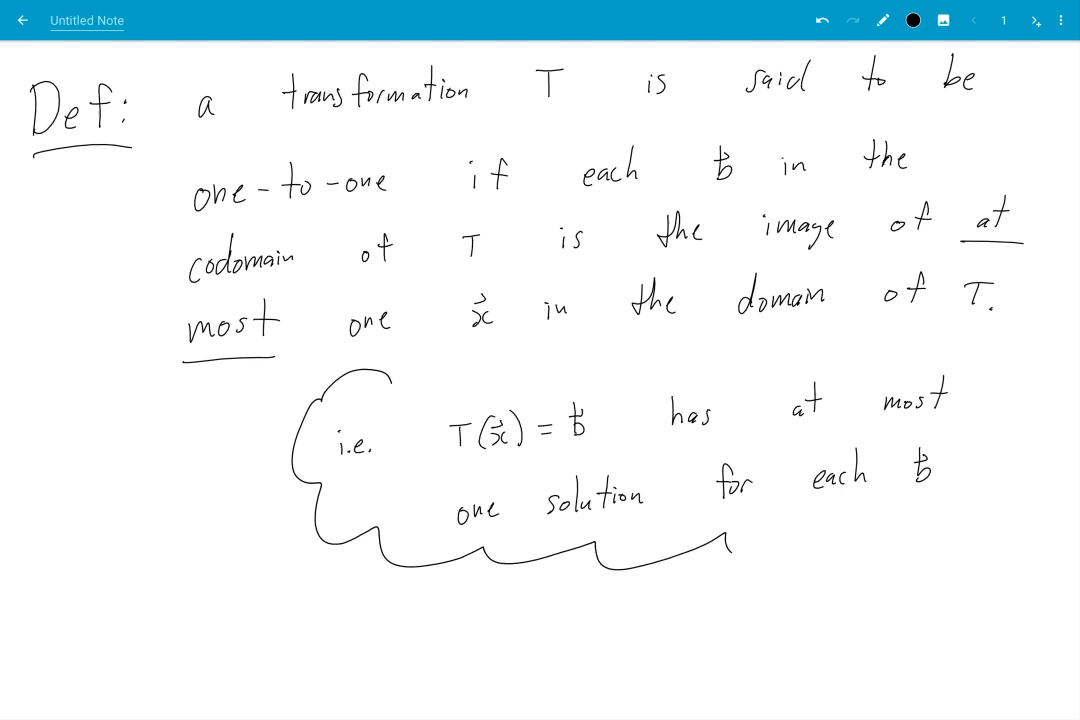 Untitled Note
1
Def: a transformation T is said to be
one-to-one if each b⃗ in the
codomain of T is the image of at
most one x⃗ in the domain of T.
i.e. T(x⃗) = b⃗ has at most
one solution for each b⃗